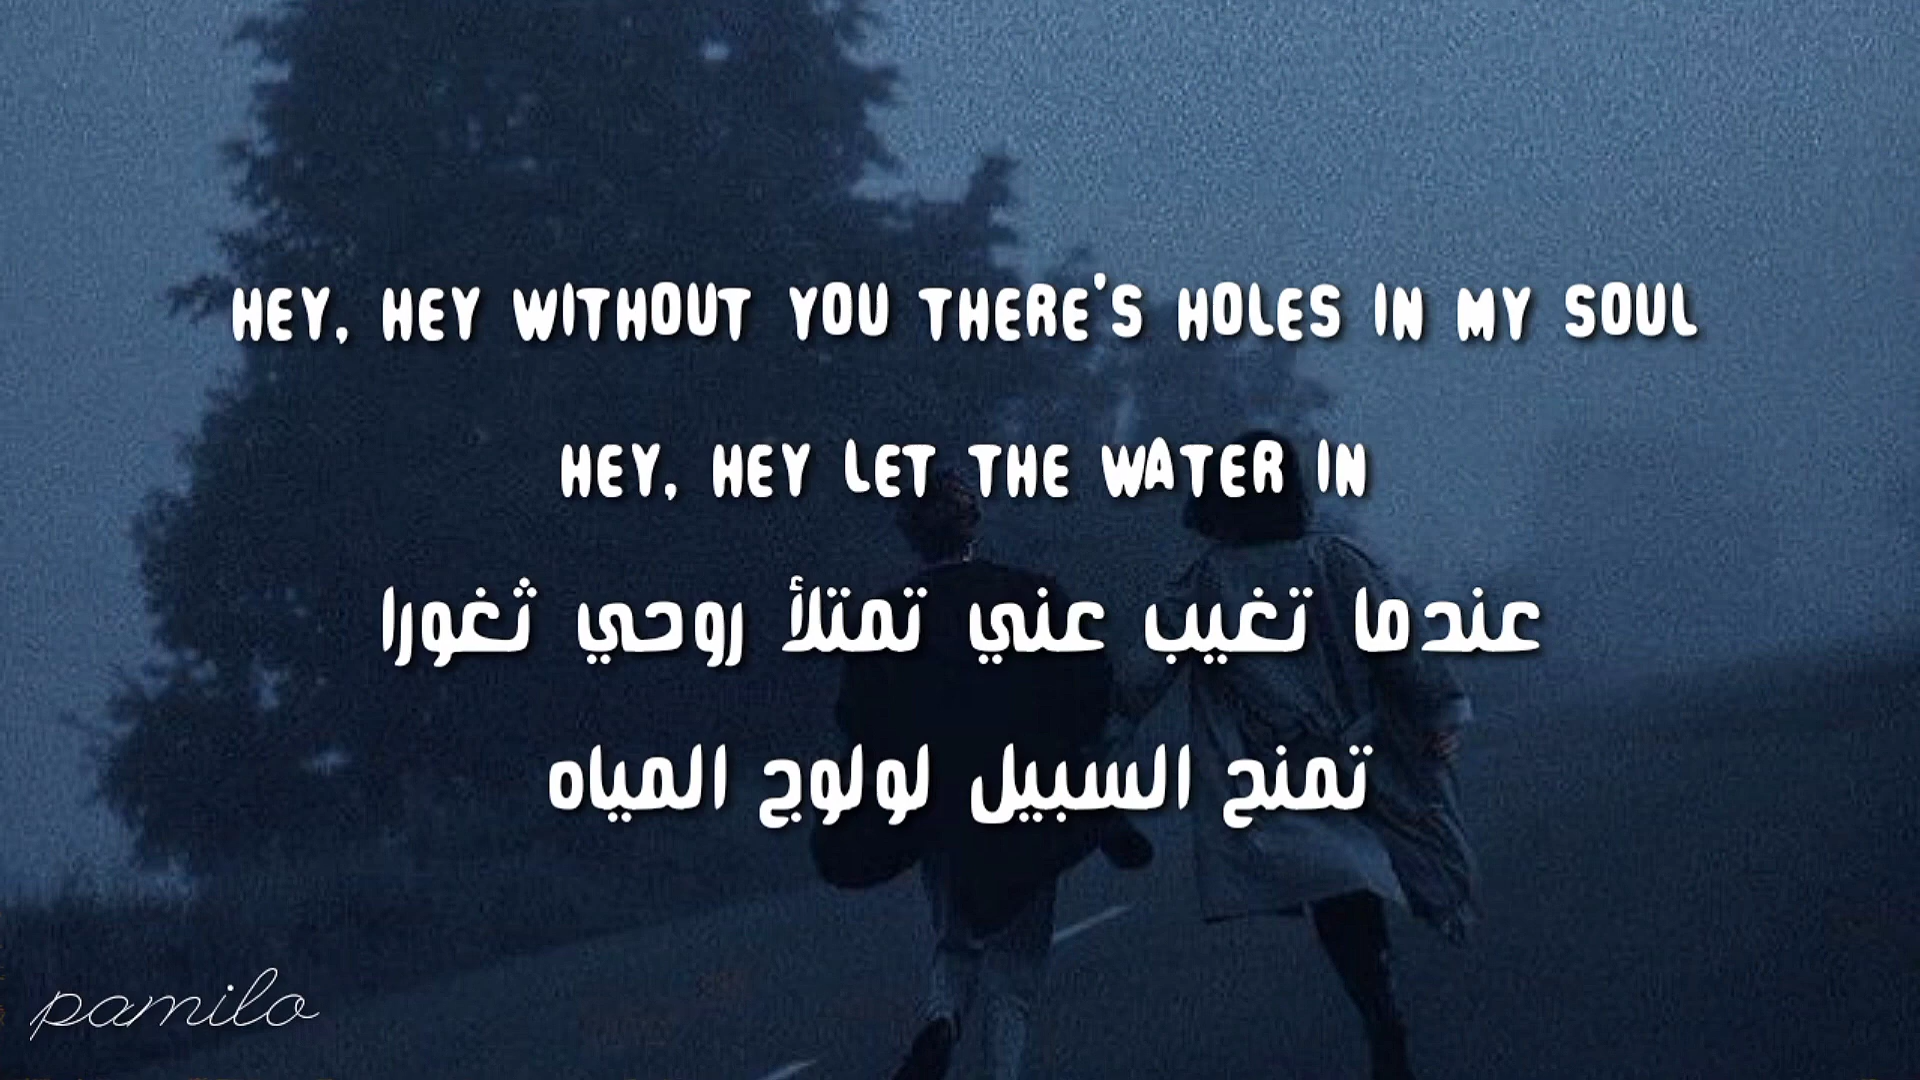 HEY, HEY WITHOUT YOU THERE'S HOLES IN MY SOUL
HEY, HEY LET THE WATER IN
عندما تغيب عني تمتلأ روحي ثغورا
تمنح السبيل لولوج المياه
pamilo